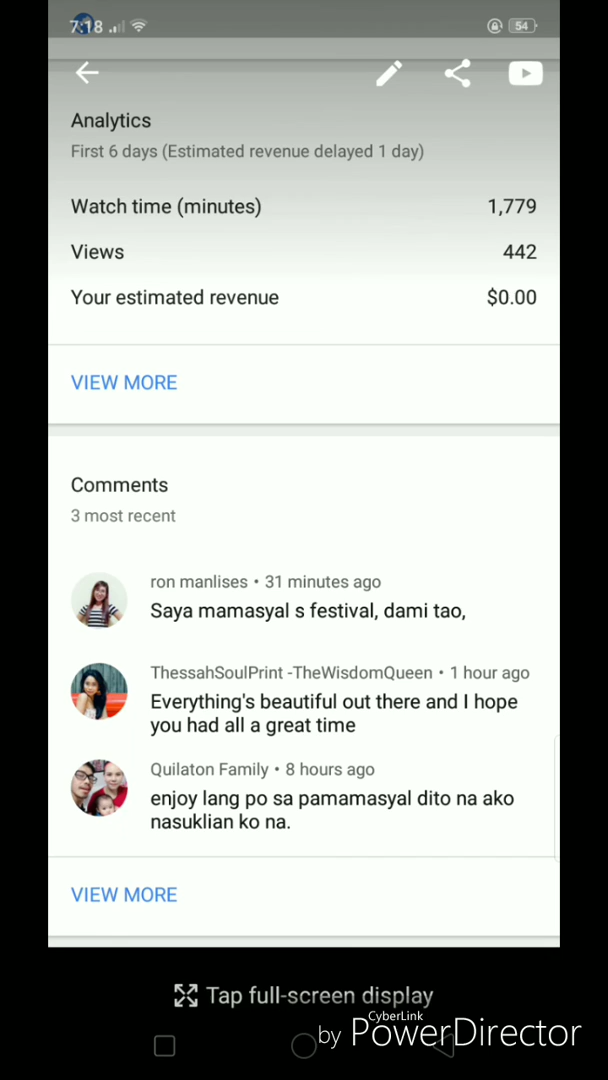 7:18
54
Analytics
First 6 days (Estimated revenue delayed 1 day)
Watch time (minutes) 1,779
Views 442
Your estimated revenue $0.00
VIEW MORE
Comments
3 most recent
ron manlises • 31 minutes ago
Saya mamasyal s festival, dami tao,
ThessahSoulPrint -TheWisdomQueen • 1 hour ago
Everything's beautiful out there and I hope
you had all a great time
Quilaton Family • 8 hours ago
enjoy lang po sa pamamasyal dito na ako
nasuklian ko na.
VIEW MORE
Tap full-screen display
CyberLink
by PowerDirector